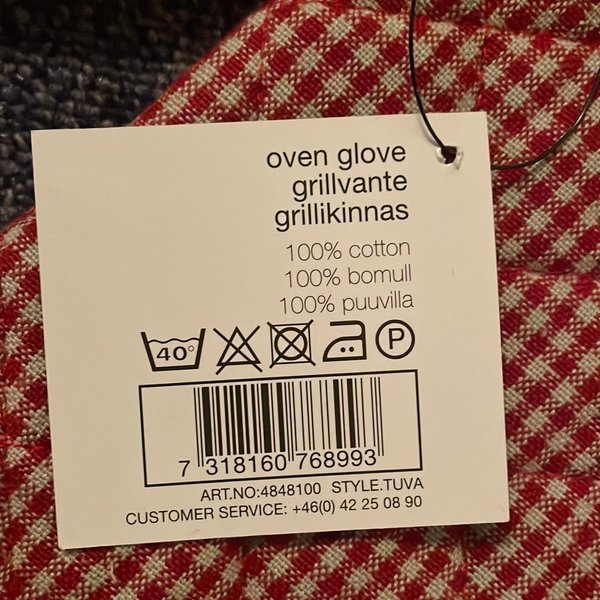 oven glove
grillvante
grillikinnas
100% cotton
100% bomull
100% puuvilla
40° P
7 318160 768993
ART.NO:4848100 STYLE.TUVA
CUSTOMER SERVICE: +46(0) 42 25 08 90